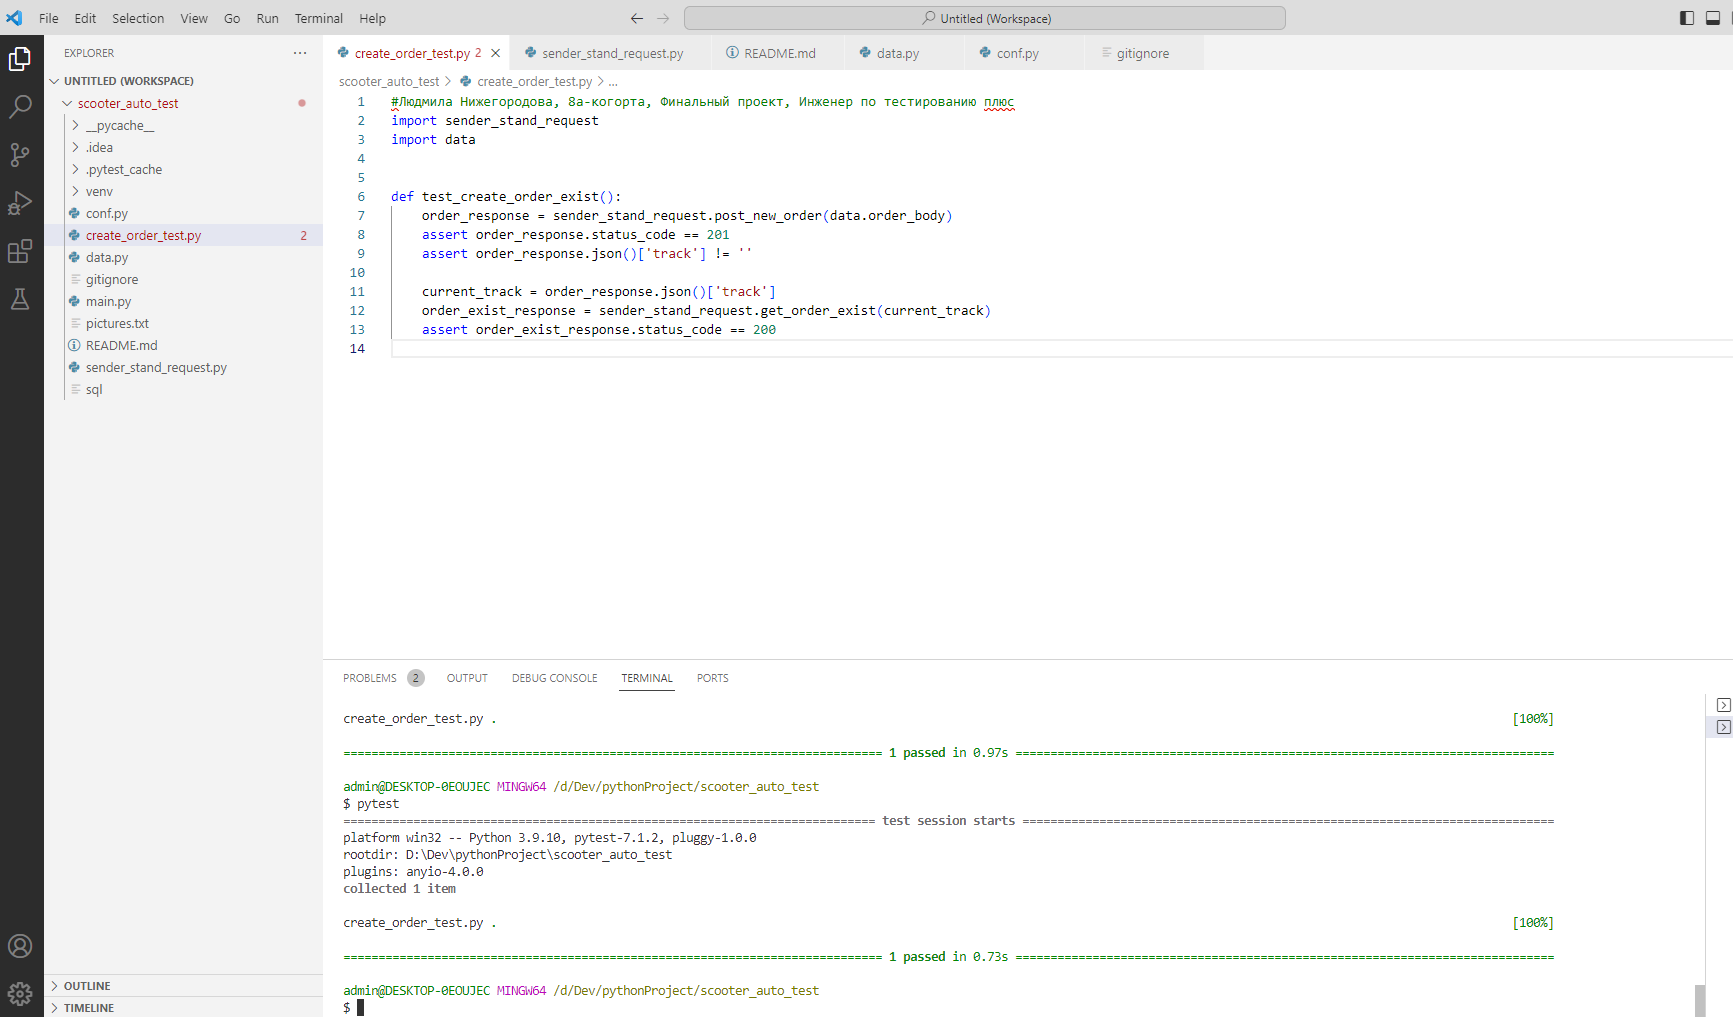 File Edit Selection View Go Run Terminal Help
Untitled (Workspace)
EXPLORER
UNTITLED (WORKSPACE)
scooter_auto_test
__pycache__
.idea
.pytest_cache
venv
conf.py
create_order_test.py 2
data.py
gitignore
main.py
pictures.txt
README.md
sender_stand_request.py
sql
OUTLINE
TIMELINE
create_order_test.py 2 sender_stand_request.py README.md data.py conf.py gitignore
scooter_auto_test > create_order_test.py > ...
1 #Людмила Нижегородова, 8а-когорта, Финальный проект, Инженер по тестированию плюс
2 import sender_stand_request
3 import data
4
5
6 def test_create_order_exist():
7 order_response = sender_stand_request.post_new_order(data.order_body)
8 assert order_response.status_code == 201
9 assert order_response.json()['track'] != ''
10
11 current_track = order_response.json()['track']
12 order_exist_response = sender_stand_request.get_order_exist(current_track)
13 assert order_exist_response.status_code == 200
14
PROBLEMS 2 OUTPUT DEBUG CONSOLE TERMINAL PORTS
create_order_test.py . [100%]
============================================================================= 1 passed in 0.97s =============================================================================
admin@DESKTOP-0EOUJEC MINGW64 /d/Dev/pythonProject/scooter_auto_test
$ pytest
============================================================================ test session starts ============================================================================
platform win32 -- Python 3.9.10, pytest-7.1.2, pluggy-1.0.0
rootdir: D:\Dev\pythonProject\scooter_auto_test
plugins: anyio-4.0.0
collected 1 item
create_order_test.py . [100%]
============================================================================= 1 passed in 0.73s =============================================================================
admin@DESKTOP-0EOUJEC MINGW64 /d/Dev/pythonProject/scooter_auto_test
$